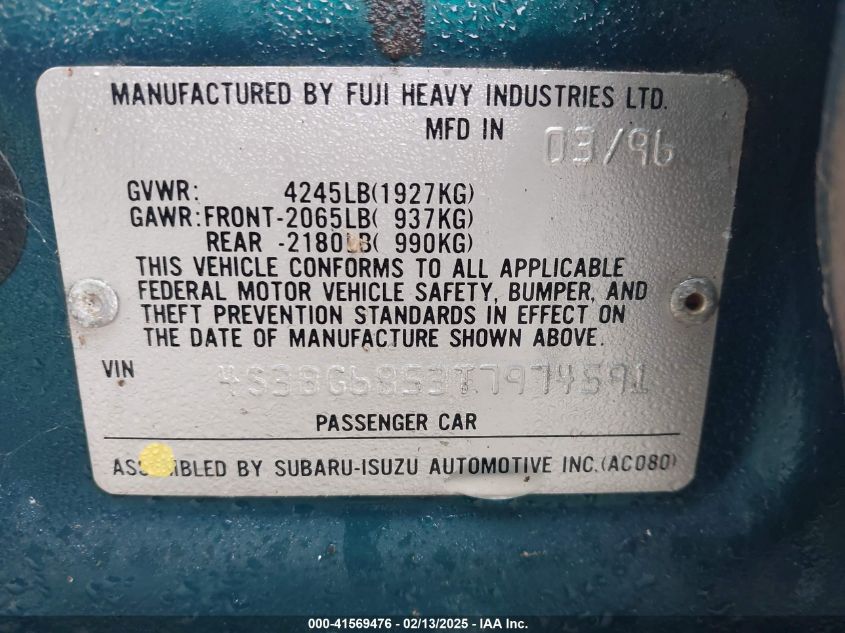 MANUFACTURED BY FUJI HEAVY INDUSTRIES LTD.
MFD IN 03/96
GVWR: 4245LB(1927KG)
GAWR:FRONT-2065LB( 937KG)
REAR -2180LB( 990KG)
THIS VEHICLE CONFORMS TO ALL APPLICABLE
FEDERAL MOTOR VEHICLE SAFETY, BUMPER, AND
THEFT PREVENTION STANDARDS IN EFFECT ON
THE DATE OF MANUFACTURE SHOWN ABOVE.
VIN 4S3BG6853T7974591
PASSENGER CAR
ASSEMBLED BY SUBARU-ISUZU AUTOMOTIVE INC.(AC080)
000-41569476 - 02/13/2025 - IAA Inc.